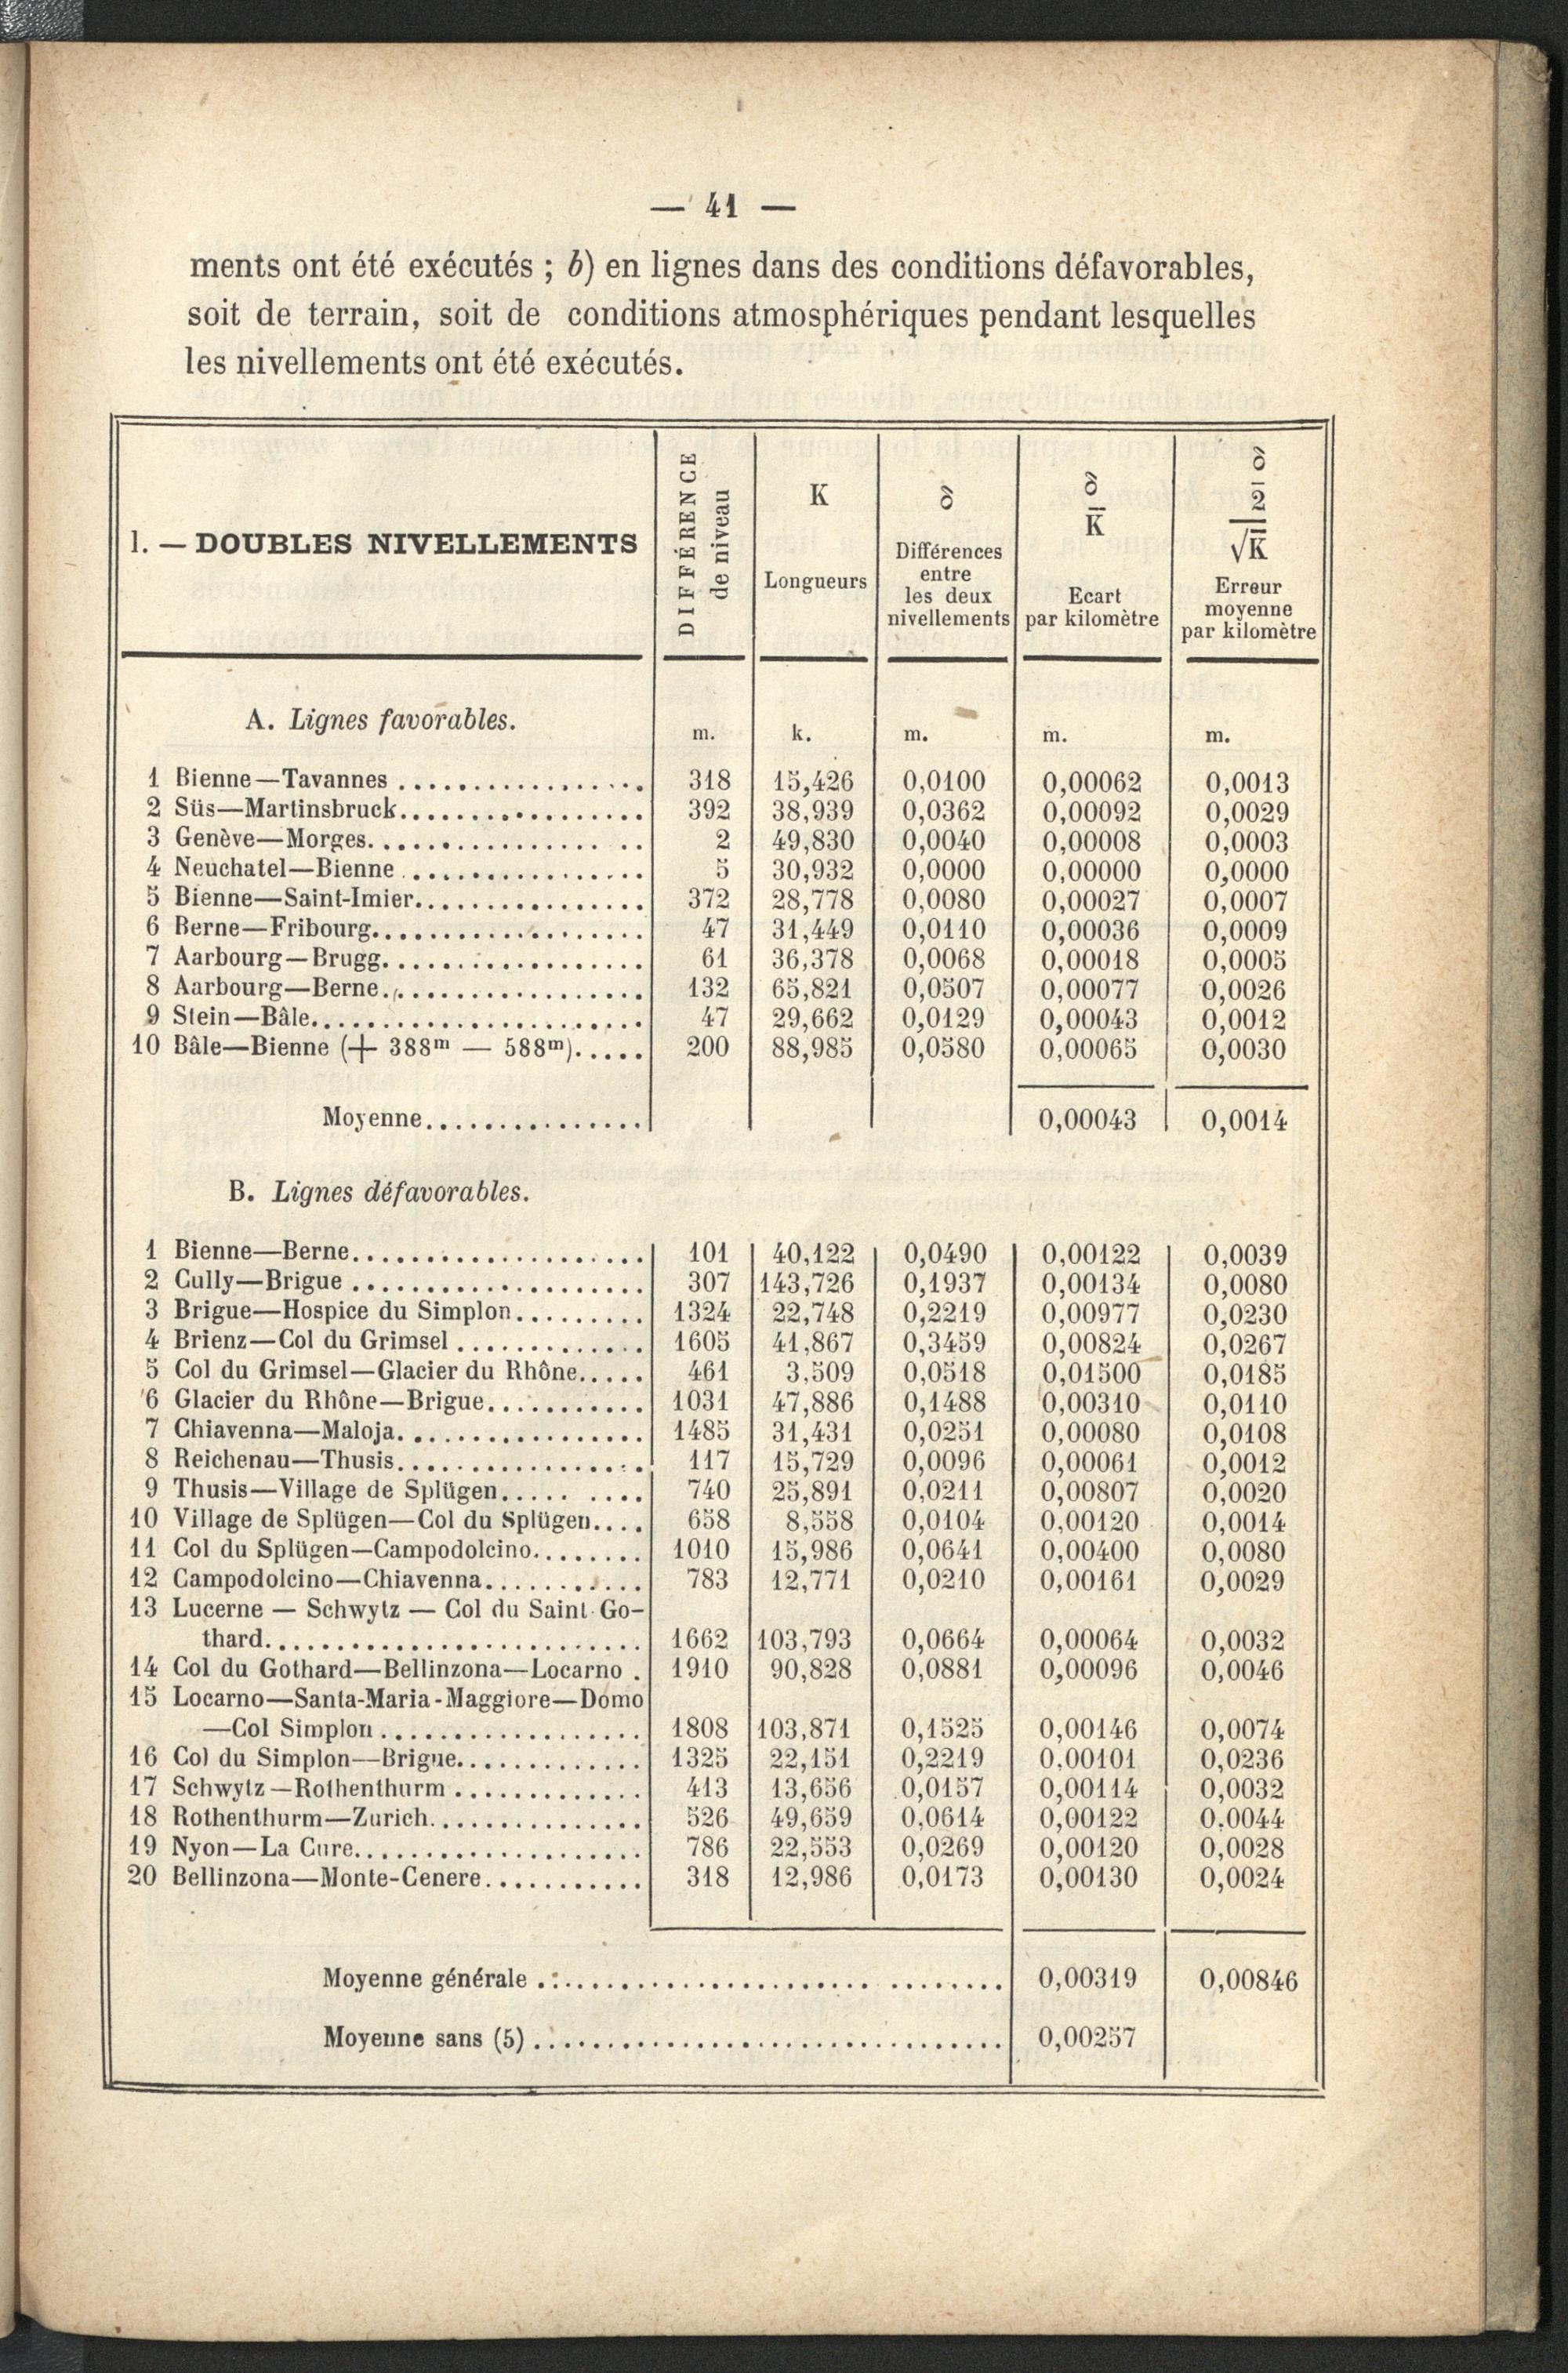 — 41 —
ments ont été exécutés ; b) en lignes dans des conditions défavorables,
soit de terrain, soit de conditions atmosphériques pendant lesquelles
les nivellements ont été exécutés.
1. — DOUBLES NIVELLEMENTS
DIFFÉRENCE
de niveau
K
Longueurs
δ
Différences
entre
les deux
nivellements
δ
K
Ecart
par kilomètre
δ
2
√K
Erreur
moyenne
par kilomètre
A. Lignes favorables. m. k. m. m. m.
1 Bienne—Tavannes ................. 318 15,426 0,0100 0,00062 0,0013
2 Süs—Martinsbruck................. 392 38,939 0,0362 0,00092 0,0029
3 Genève—Morges.................. 2 49,830 0,0040 0,00008 0,0003
4 Neuchatel—Bienne ................. 5 30,932 0,0000 0,00000 0,0000
5 Bienne—Saint-Imier................ 372 28,778 0,0080 0,00027 0,0007
6 Berne—Fribourg................... 47 31,449 0,0110 0,00036 0,0009
7 Aarbourg—Brugg.................. 61 36,378 0,0068 0,00018 0,0005
8 Aarbourg—Berne.................. 132 65,821 0,0507 0,00077 0,0026
9 Stein—Bâle....................... 47 29,662 0,0129 0,00043 0,0012
10 Bâle—Bienne (+ 388m — 588m)..... 200 88,985 0,0580 0,00065 0,0030
Moyenne............... 0,00043 0,0014
B. Lignes défavorables.
1 Bienne—Berne.................... 101 40,122 0,0490 0,00122 0,0039
2 Cully—Brigue .................... 307 143,726 0,1937 0,00134 0,0080
3 Brigue—Hospice du Simplon......... 1324 22,748 0,2219 0,00977 0,0230
4 Brienz—Col du Grimsel ............. 1605 41,867 0,3459 0,00824 0,0267
5 Col du Grimsel—Glacier du Rhône..... 461 3,509 0,0518 0,01500 0,0185
6 Glacier du Rhône—Brigue........... 1031 47,886 0,1488 0,00310 0,0110
7 Chiavenna—Maloja................. 1485 31,431 0,0251 0,00080 0,0108
8 Reichenau—Thusis................. 117 15,729 0,0096 0,00061 0,0012
9 Thusis—Village de Splügen..... .... 740 25,891 0,0211 0,00807 0,0020
10 Village de Splügen—Col du Splügen.... 658 8,558 0,0104 0,00120 0,0014
11 Col du Splügen—Campodolcino........ 1010 15,986 0,0641 0,00400 0,0080
12 Campodolcino—Chiavenna........... 783 12,771 0,0210 0,00161 0,0029
13 Lucerne — Schwytz — Col du Saint-Go-
thard.......................... 1662 103,793 0,0664 0,00064 0,0032
14 Col du Gothard—Bellinzona—Locarno . 1910 90,828 0,0881 0,00096 0,0046
15 Locarno—Santa-Maria-Maggiore—Domo
—Col Simplon .................. 1808 103,871 0,1525 0,00146 0,0074
16 Col du Simplon—Brigue............. 1325 22,151 0,2219 0,00101 0,0236
17 Schwytz—Rothenthurm ............. 413 13,656 0,0157 0,00114 0,0032
18 Rothenthurm—Zurich............... 526 49,659 0,0614 0,00122 0.0044
19 Nyon—La Cure.................... 786 22,553 0,0269 0,00120 0,0028
20 Bellinzona—Monte-Cenere........... 318 12,986 0,0173 0,00130 0,0024
Moyenne générale ................................ 0,00319 0,00846
Moyenne sans (5) ................................ 0,00257